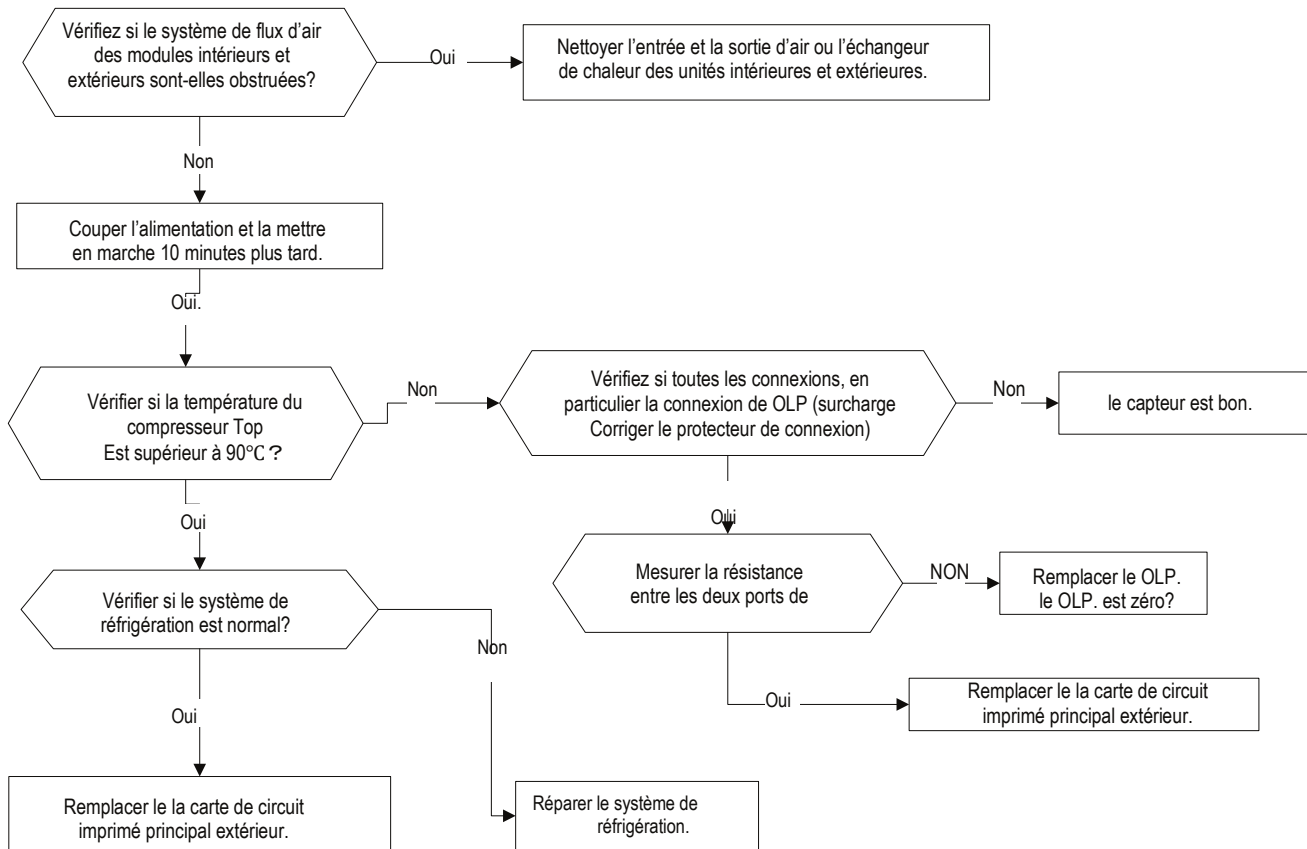 Vérifiez si le système de flux d'air
des modules intérieurs et
extérieurs sont-elles obstruées?
Oui
Nettoyer l'entrée et la sortie d'air ou l'échangeur
de chaleur des unités intérieures et extérieures.
Non
Couper l'alimentation et la mettre
en marche 10 minutes plus tard.
Oui.
Vérifier si la température du
compresseur Top
Est supérieur à 90℃ ?
Non
Vérifiez si toutes les connexions, en
particulier la connexion de OLP (surcharge
Corriger le protecteur de connexion)
Non
le capteur est bon.
Oui
Oui
Mesurer la résistance
entre les deux ports de
NON
Remplacer le OLP.
le OLP. est zéro?
Vérifier si le système de
réfrigération est normal?
Non
Oui
Remplacer le la carte de circuit
imprimé principal extérieur.
Oui
Remplacer le la carte de circuit
imprimé principal extérieur.
Réparer le système de
réfrigération.